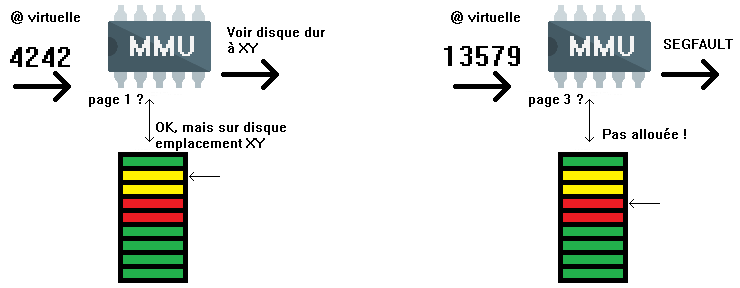 @ virtuelle
4242
MMU
Voir disque dur
à XY
page 1 ?
OK, mais sur disque
emplacement XY
@ virtuelle
13579
MMU
SEGFAULT
page 3 ?
Pas allouée !